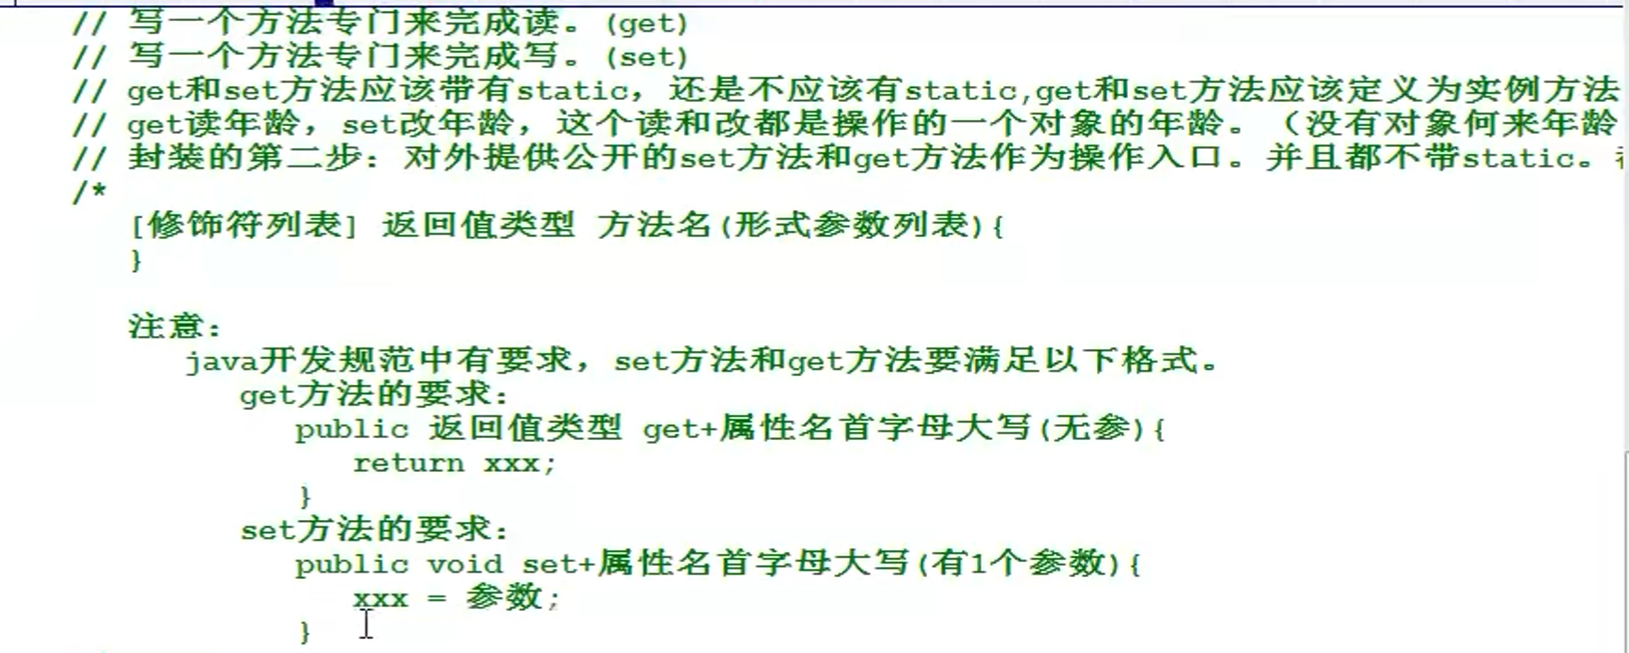 // 写一个方法专门来完成读。(get)
// 写一个方法专门来完成写。(set)
// get和set方法应该带有static，还是不应该有static,get和set方法应该定义为实例方法
// get读年龄，set改年龄，这个读和改都是操作的一个对象的年龄。（没有对象何来年龄
// 封装的第二步：对外提供公开的set方法和get方法作为操作入口。并且都不带static。
/*
[修饰符列表] 返回值类型 方法名(形式参数列表){
}
注意：
java开发规范中有要求，set方法和get方法要满足以下格式。
get方法的要求：
public 返回值类型 get+属性名首字母大写(无参){
return xxx;
}
set方法的要求：
public void set+属性名首字母大写(有1个参数){
xxx = 参数;
}